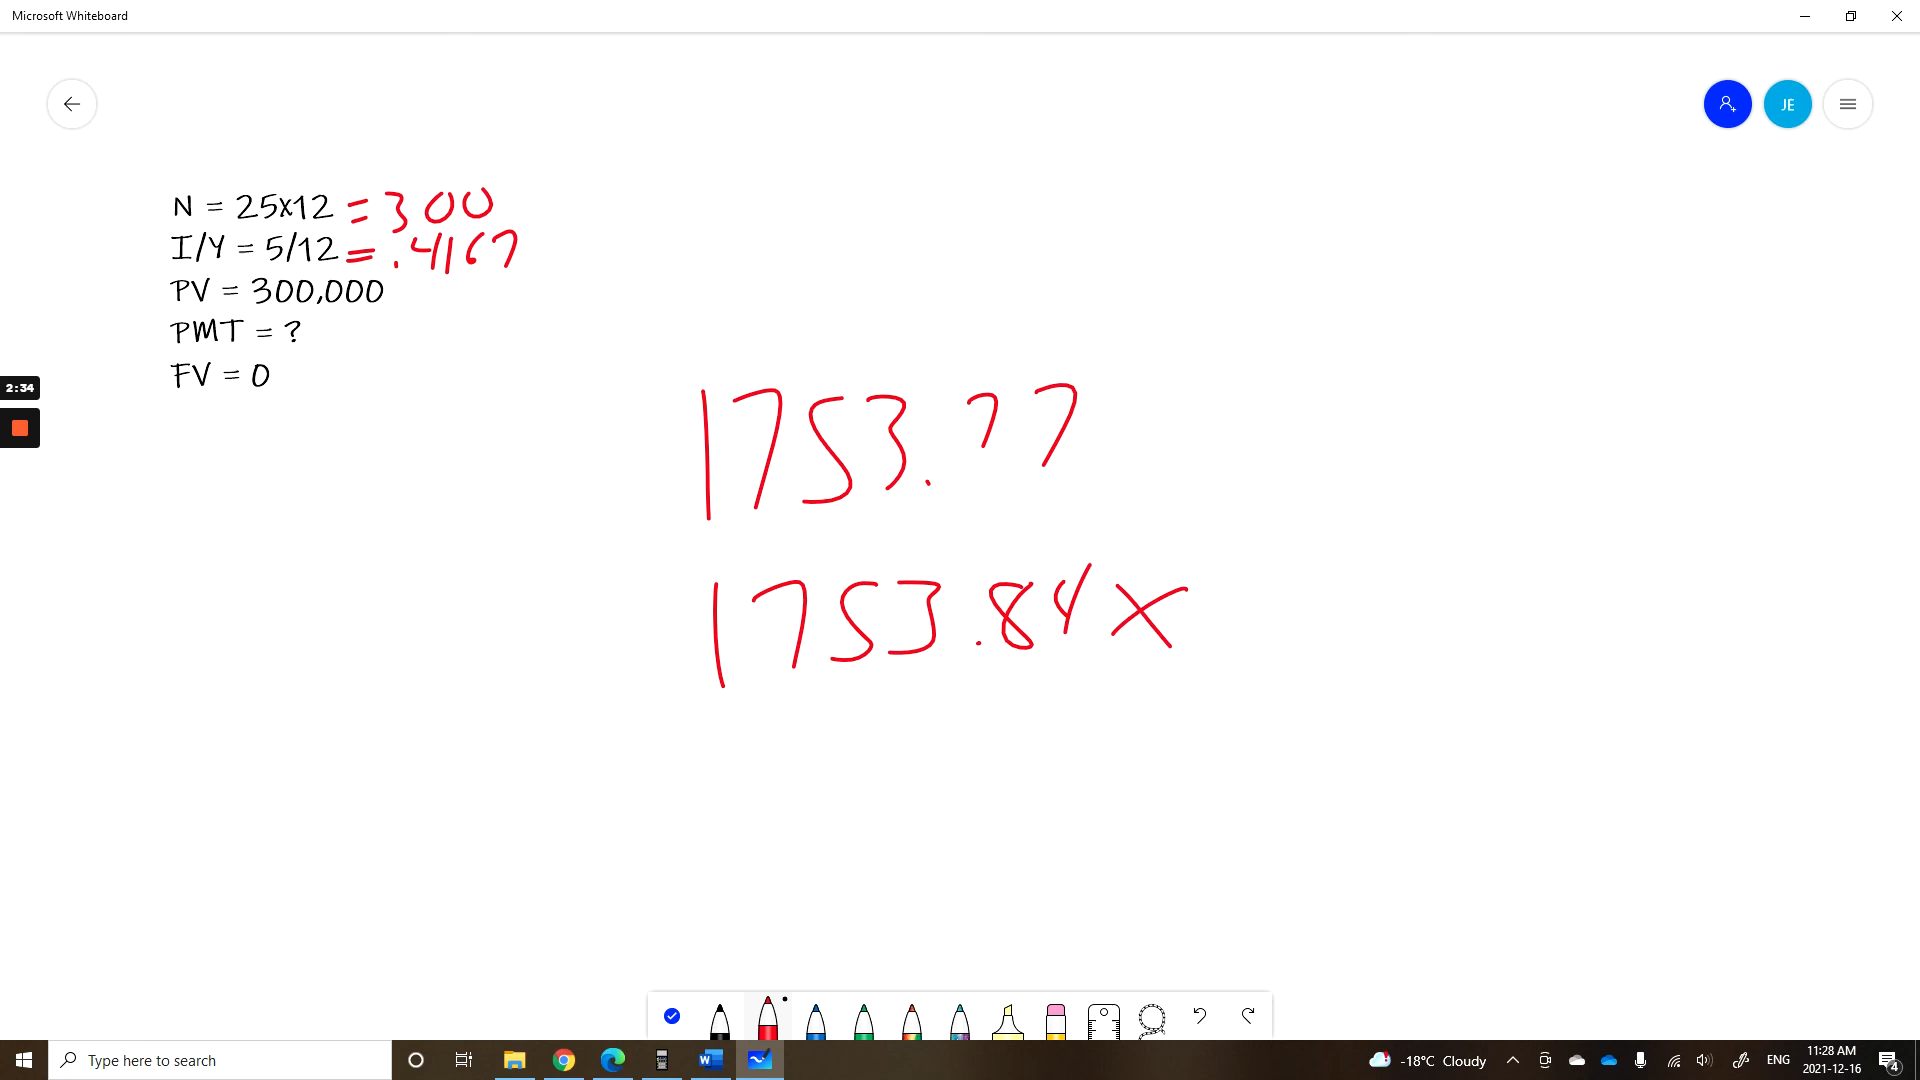 Microsoft Whiteboard
JE
N = 25x12 = 300
I/Y = 5/12 = .4167
PV = 300,000
PMT = ?
FV = 0
2:34
1753.77
1753.84 x
Type here to search
W
-18°C Cloudy
ENG
11:28 AM
2021-12-16
4